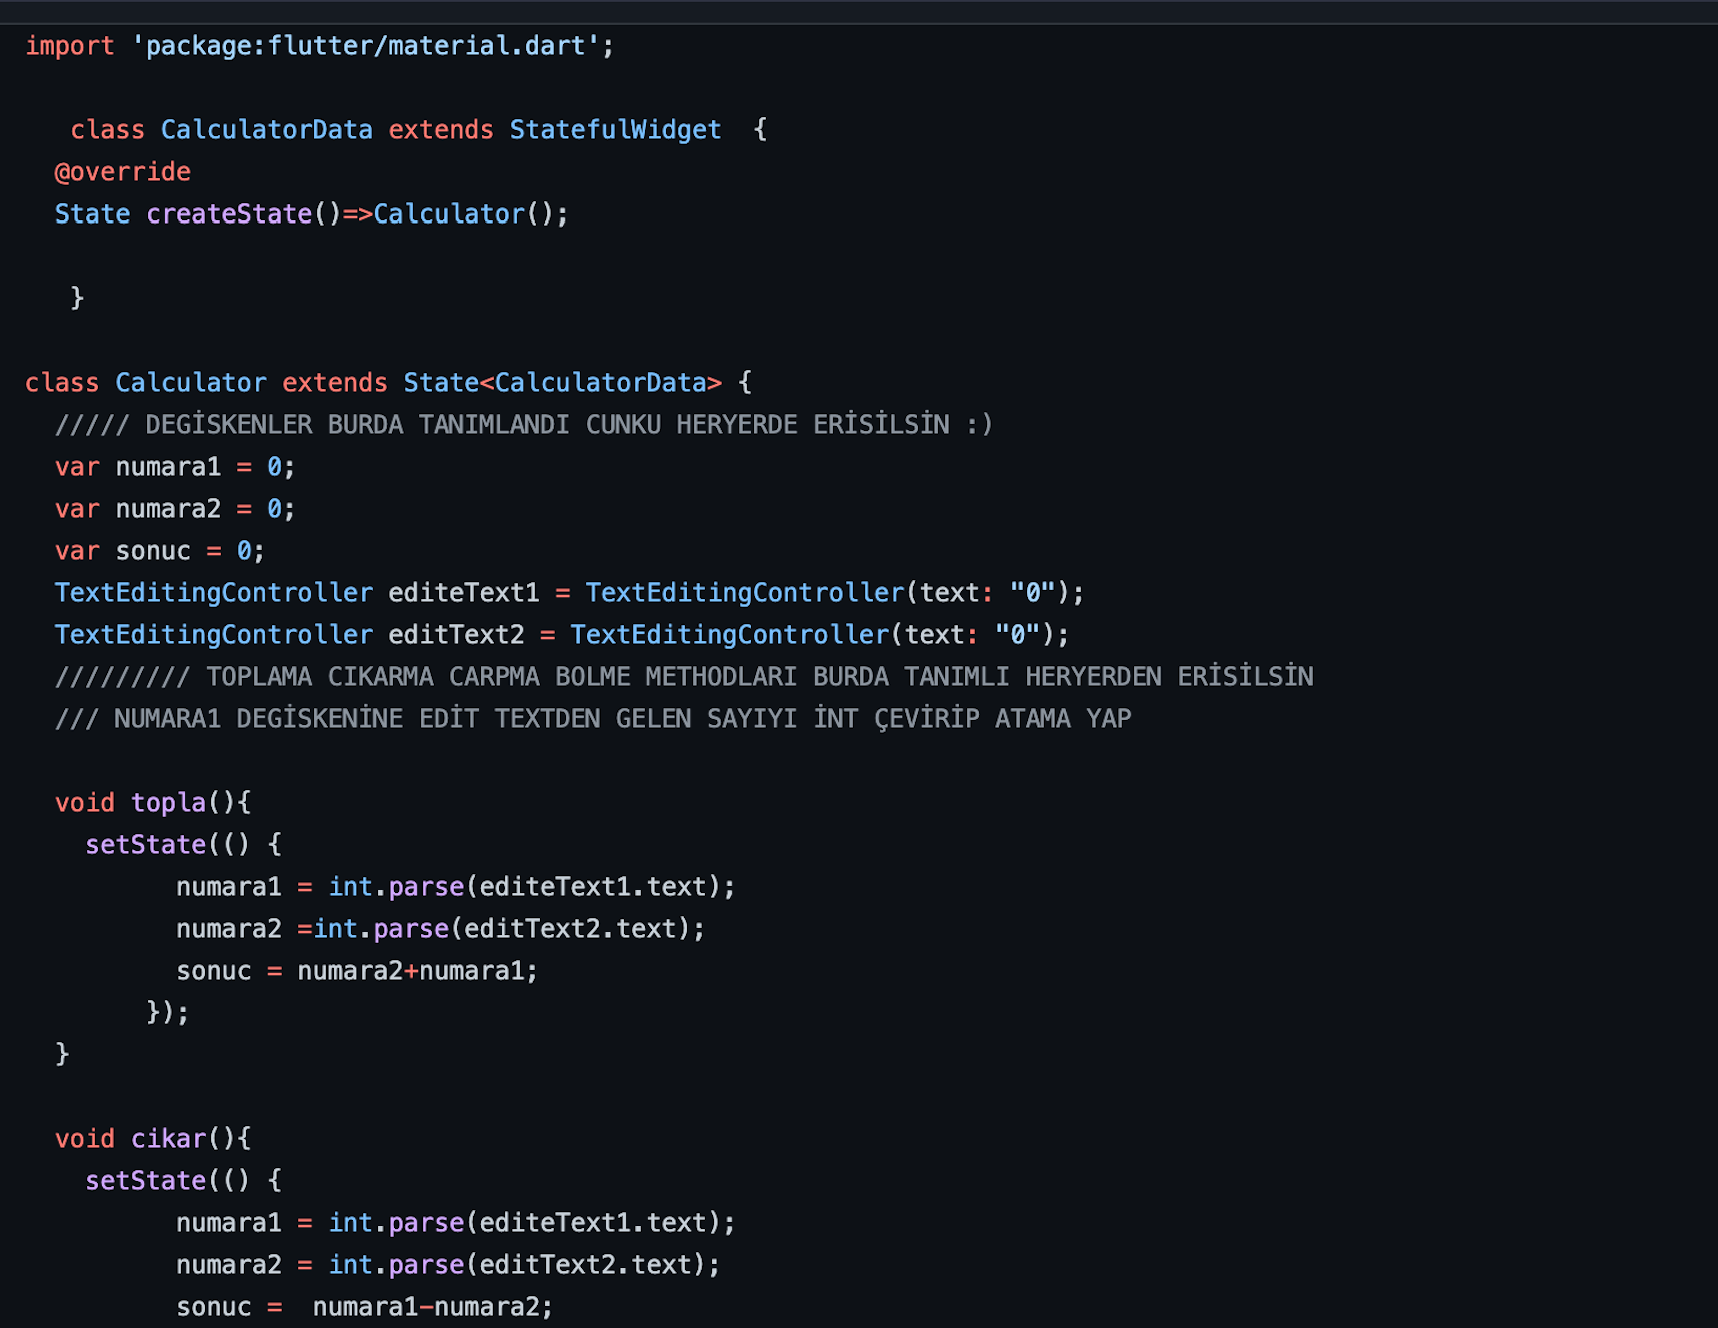 import 'package:flutter/material.dart';
class CalculatorData extends StatefulWidget  {
@override
State createState()=>Calculator();
}
class Calculator extends State<CalculatorData> {
///// DEGİSKENLER BURDA TANIMLANDI CUNKU HERYERDE ERİSİLSİN :)
var numara1 = 0;
var numara2 = 0;
var sonuc = 0;
TextEditingController editeText1 = TextEditingController(text: "0");
TextEditingController editText2 = TextEditingController(text: "0");
///////// TOPLAMA CIKARMA CARPMA BOLME METHODLARI BURDA TANIMLI HERYERDEN ERİSİLSİN
/// NUMARA1 DEGİSKENİNE EDİT TEXTDEN GELEN SAYIYI İNT ÇEVİRİP ATAMA YAP
void topla(){
setState(() {
numara1 = int.parse(editeText1.text);
numara2 =int.parse(editText2.text);
sonuc = numara2+numara1;
});
}
void cikar(){
setState(() {
numara1 = int.parse(editeText1.text);
numara2 = int.parse(editText2.text);
sonuc =  numara1-numara2;